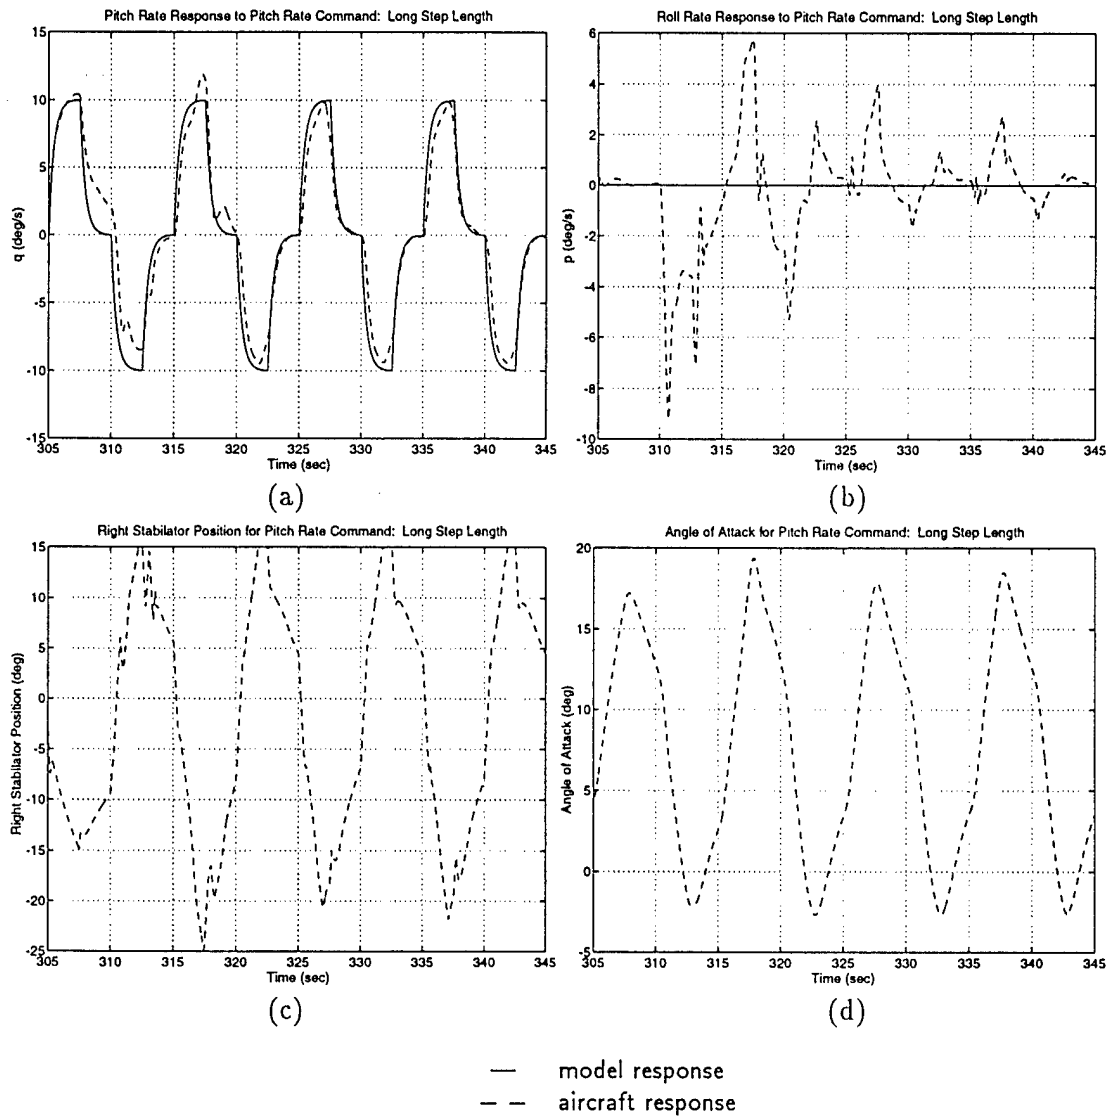 Pitch Rate Response to Pitch Rate Command: Long Step Length
15
10
5
0
-5
-10
-15
q (deg/s)
305 310 315 320 325 330 335 340 345
Time (sec)
(a)
Roll Rate Response to Pitch Rate Command: Long Step Length
6
4
2
0
-2
-4
-6
-8
-10
p (deg/s)
305 310 315 320 325 330 335 340 345
Time (sec)
(b)
Right Stabilator Position for Pitch Rate Command: Long Step Length
15
10
5
0
-5
-10
-15
-20
-25
Right Stabilator Position (deg)
305 310 315 320 325 330 335 340 345
Time (sec)
(c)
Angle of Attack for Pitch Rate Command: Long Step Length
20
15
10
5
0
-5
Angle of Attack (deg)
305 310 315 320 325 330 335 340 345
Time (sec)
(d)
model response
aircraft response